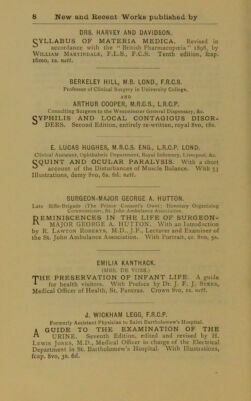 8 New and Recent Works published by
DRS. HARVEY AND DAVIDSON.
SYLLABUS OF MATERIA MEDICA. Revised in
accordance with the "British Pharmacopœia" 1898, by
WILLIAM MARTINDALE, F.L.S., F.C.S. Tenth edition, fcap.
16mo, 1s. nett.
BERKELEY HILL, M.B. LOND., F.R.C.S.
Professor of Clinical Surgery in University College.
AND
ARTHUR COOPER, M.R.C.S., L.R.C.P.
Consulting Surgeon to the Westminster General Dispensary, &c.
SYPHILIS AND LOCAL CONTAGIOUS DISOR-
DERS. Second Edition, entirely re-written, royal 8vo, 18s.
E. LUCAS HUGHES, M.R.C.S. ENG., L.R.C.P. LOND.
Clinical Assistant, Ophthalmic Department, Royal Infirmary, Liverpool, &c.
SQUINT AND OCULAR PARALYSIS. With a short
account of the Disturbances of Muscle Balance. With 53
Illustrations, demy 8vo, 6s. 6d. nett.
SURGEON-MAJOR GEORGE A. HUTTON.
Late Rifle-Brigade (The Prince Consort's Own); Honorary Organizing
Commissioner, St. John Ambulance Association.
REMINISCENCES IN THE LIFE OF SURGEON-
MAJOR GEORGE A. HUTTON. With an Introduction
by R. LAWTON ROBERTS, M.D., J.P., Lecturer and Examiner of
the St. John Ambulance Association. With Portrait, cr. 8vo, 3s.
EMILIA KANTHACK.
THE PRESERVATION OF INFANT LIFE. A guide
for health visitors. With Preface by Dr. J. F. J. SYKES,
Medical Officer of Health, St. Pancras. Crown 8vo, 1s. nett.
J. WICKHAM LEGG, F.R.C.P.
Formerly Assistant Physician to Saint Bartholomew's Hospital.
A GUIDE TO THE EXAMINATION OF THE
URINE. Seventh Edition, edited and revised by H.
LEWIS JONES, M.D., Medical Officer in charge of the Electrical
Department in St. Bartholomew's Hospital. With Illustrations,
fcap. 8vo, 3s. 6d.